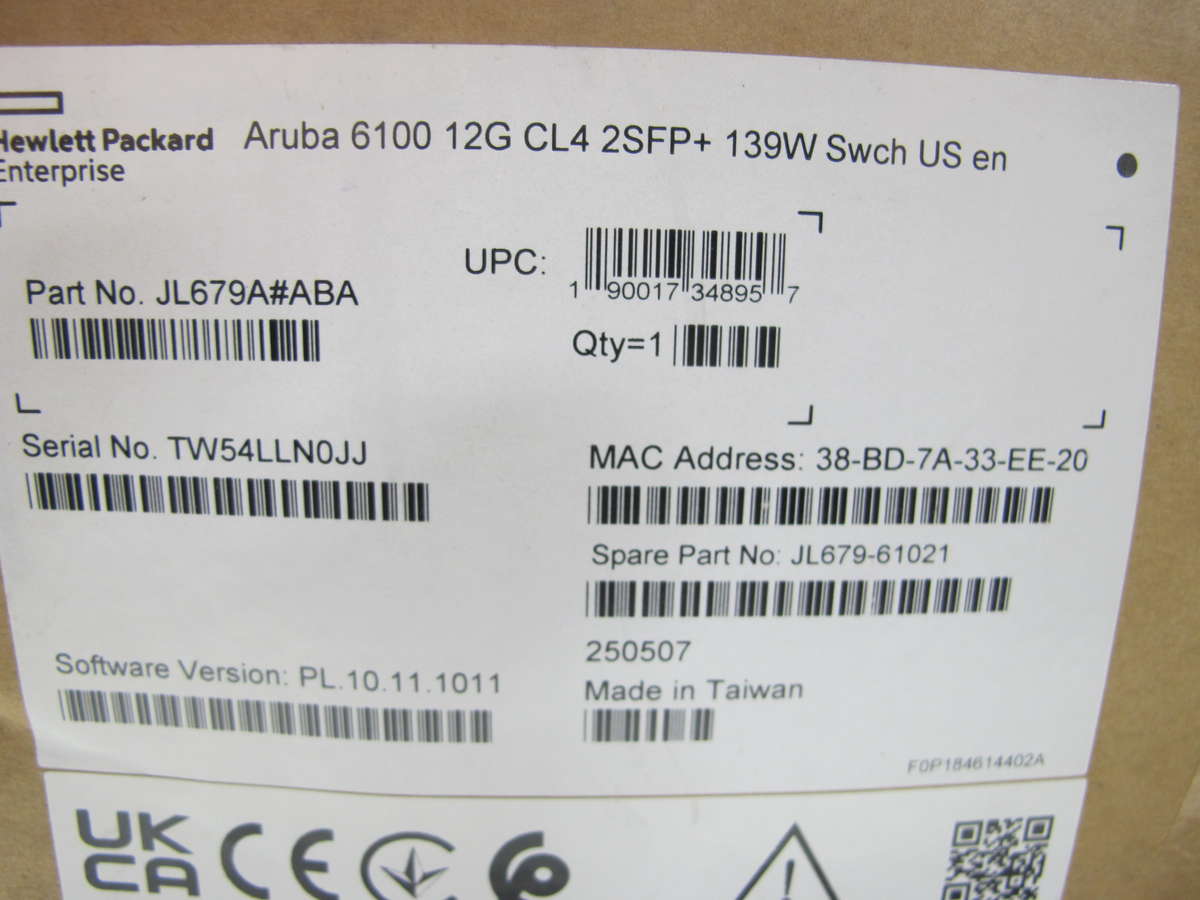 Hewlett Packard
Enterprise
Aruba 6100 12G CL4 2SFP+ 139W Swch US en
UPC:
1 90017 34895 7
Part No. JL679A#ABA
Qty=1
Serial No. TW54LLN0JJ
MAC Address: 38-BD-7A-33-EE-20
Spare Part No: JL679-61021
250507
Software Version: PL.10.11.1011
Made in Taiwan
F0P184614402A
UK
CA
CE